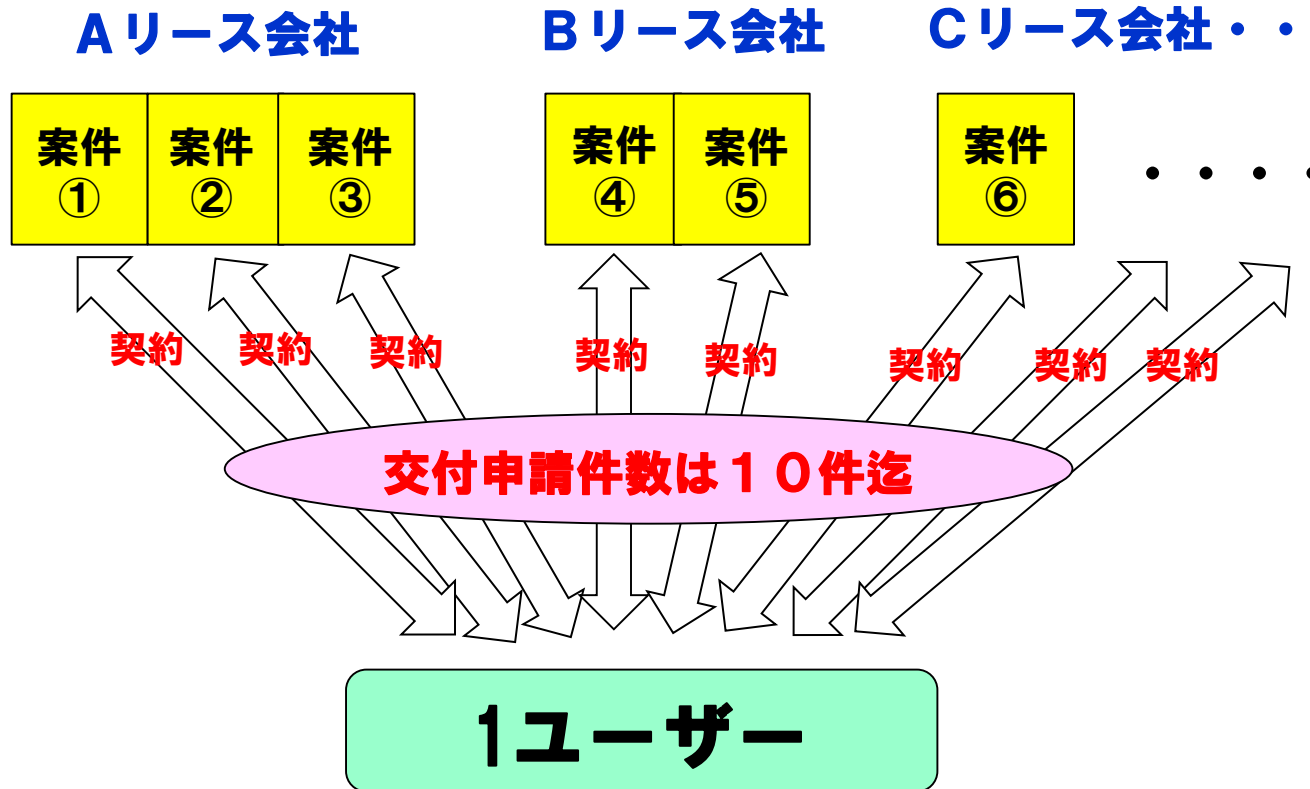 Aリース会社 Bリース会社 Cリース会社・・
案件 案件 案件 案件 案件 案件
① ② ③ ④ ⑤ ⑥ ・・・・
契約 契約 契約 契約 契約 契約 契約 契約
交付申請件数は10件迄
1ユーザー